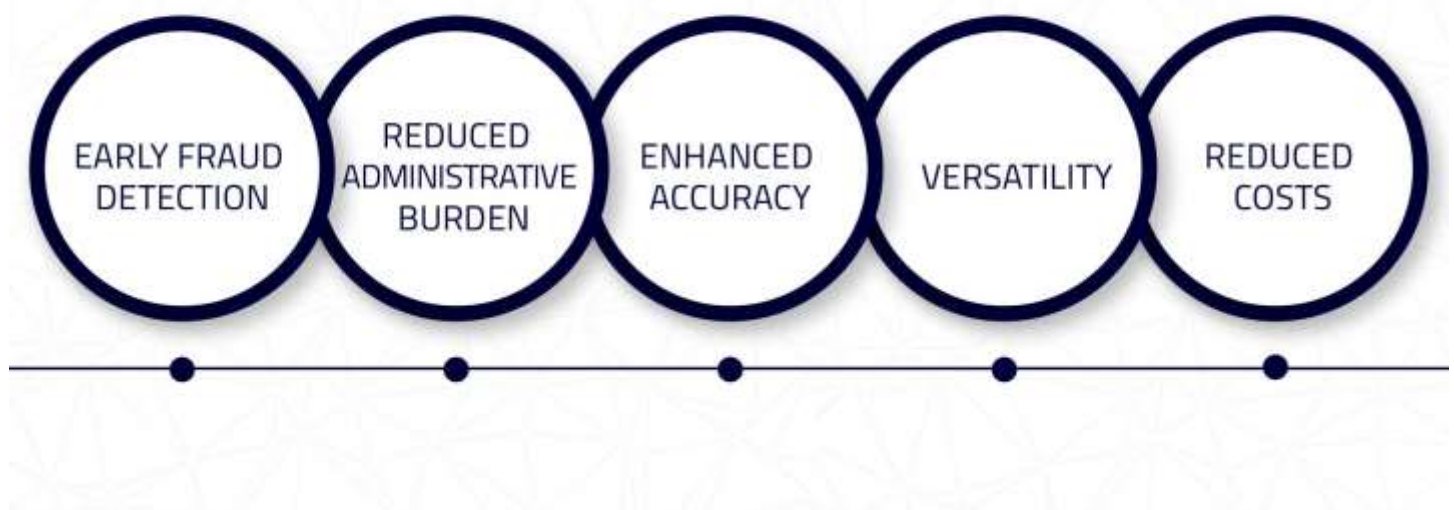 EARLY FRAUD
DETECTION
REDUCED
ADMINISTRATIVE
BURDEN
ENHANCED
ACCURACY
VERSATILITY
REDUCED
COSTS